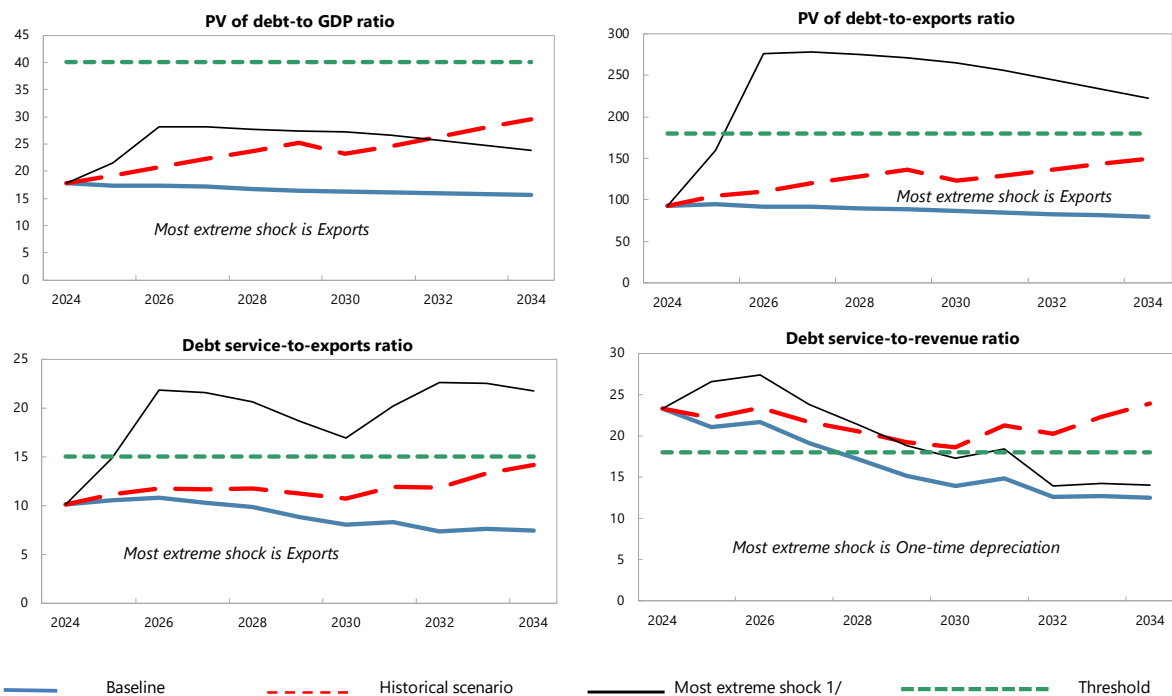 PV of debt-to GDP ratio
45
40
35
30
25
20
15
10
5
0
2024 2026 2028 2030 2032 2034
Most extreme shock is Exports
PV of debt-to-exports ratio
300
250
200
150
100
50
0
2024 2026 2028 2030 2032 2034
Most extreme shock is Exports
Debt service-to-exports ratio
25
20
15
10
5
0
2024 2026 2028 2030 2032 2034
Most extreme shock is Exports
Debt service-to-revenue ratio
30
25
20
15
10
5
0
2024 2026 2028 2030 2032 2034
Most extreme shock is One-time depreciation
Baseline Historical scenario Most extreme shock 1/ Threshold